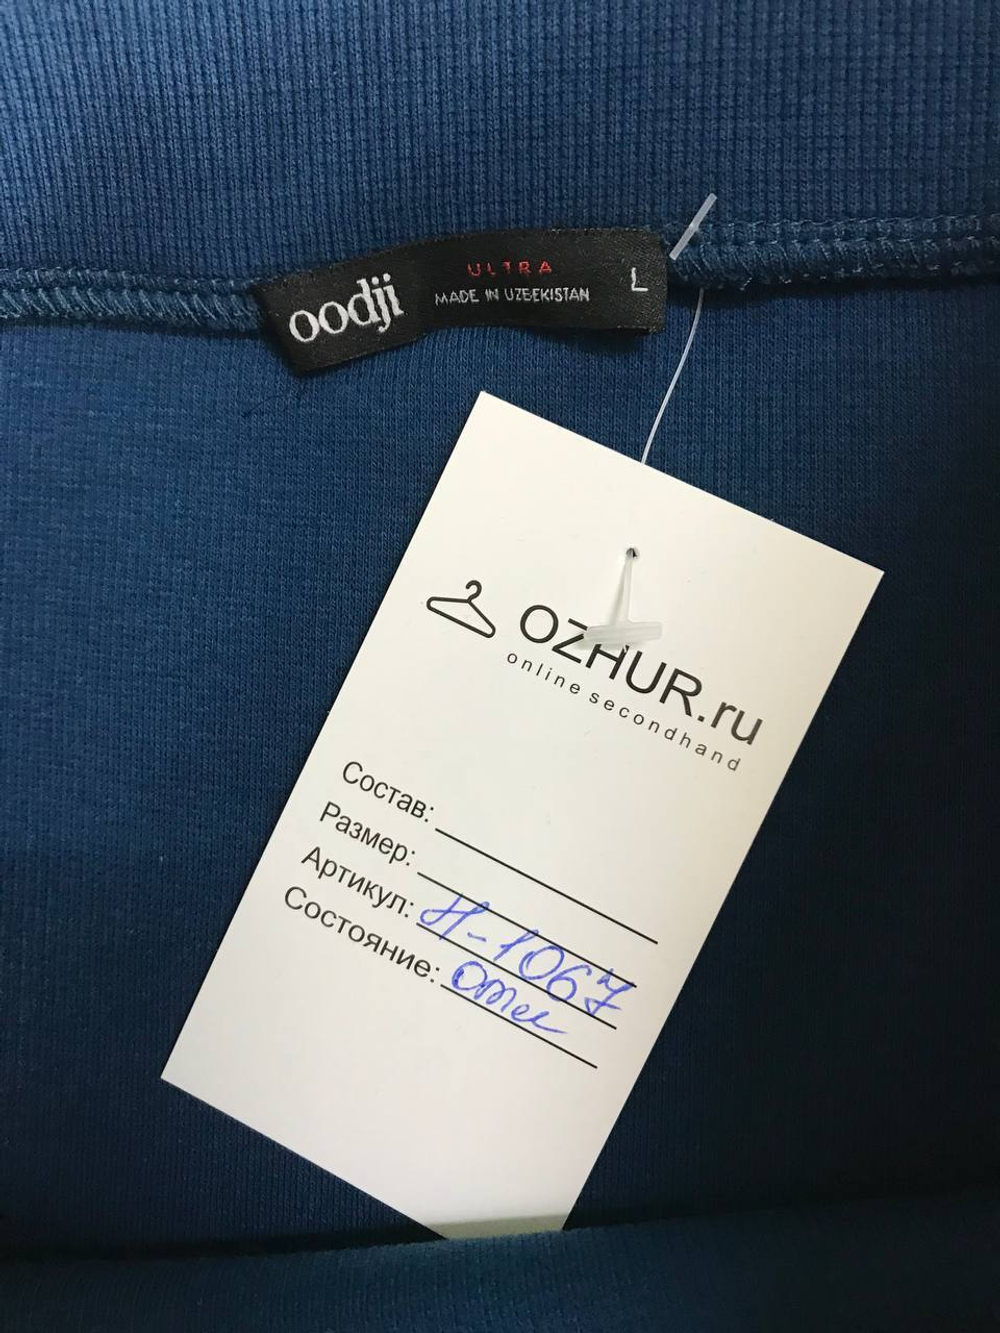 oodji
ULTRA
MADE IN UZBEKISTAN
L
OZHUR.ru
online secondhand
Состав:
Размер:
Артикул: Н-1067
Состояние: отл